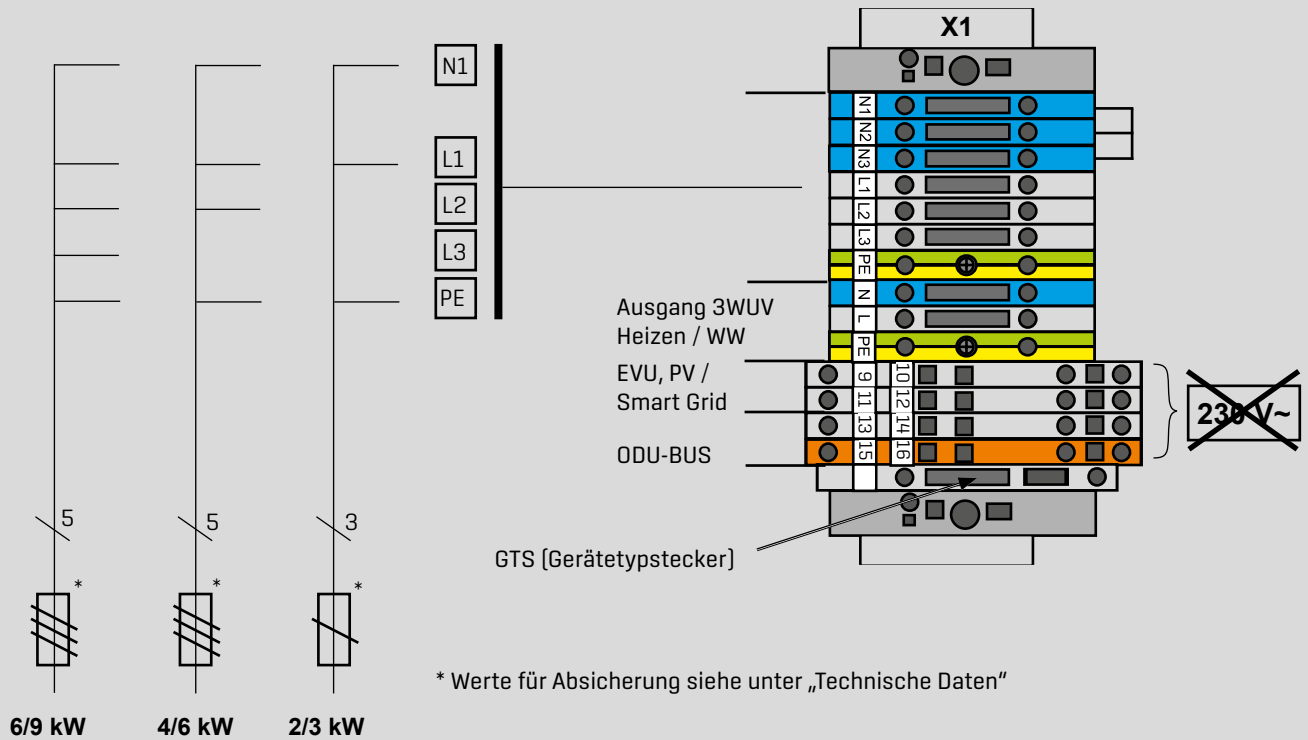 X1
N1
L1
L2
L3
PE
N1
N2
N3
L1
L2
L3
PE
N
L
PE
9 10
11 12
13 14
15 16
Ausgang 3WUV
Heizen / WW
EVU, PV /
Smart Grid
ODU-BUS
230 V~
GTS (Gerätetypstecker)
5
5
3
*
*
*
* Werte für Absicherung siehe unter „Technische Daten“
6/9 kW
4/6 kW
2/3 kW